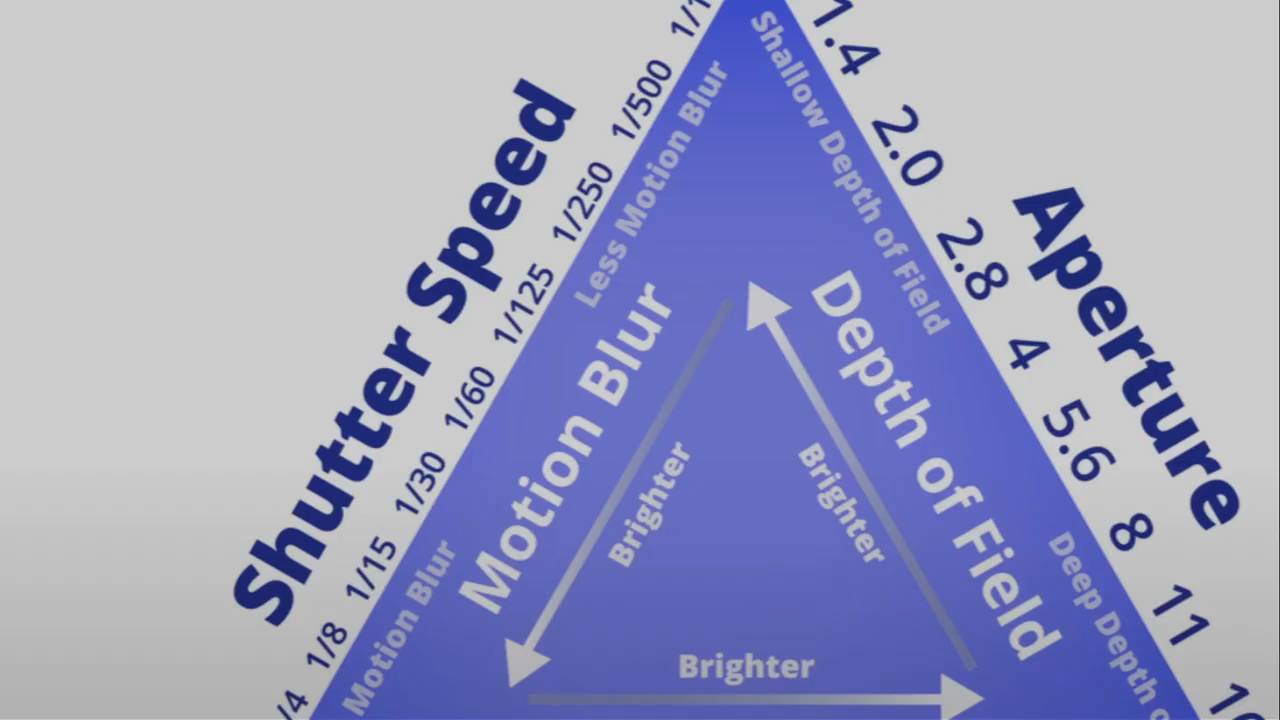 Shutter Speed
1/500
1/250
1/125
1/60
1/30
1/15
1/8
Less Motion Blur
Motion Blur
Motion Blur
Brighter
Aperture
1.4
2.0
2.8
4
5.6
8
11
Shallow Depth of Field
Depth of Field
Deep Depth
Brighter
Brighter